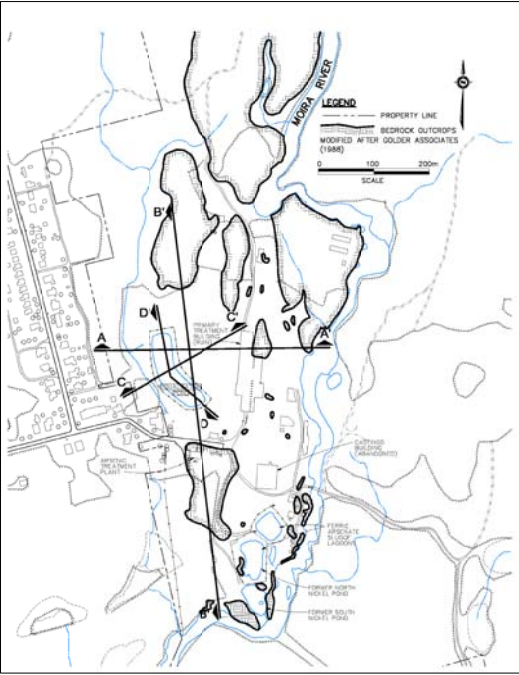 MOIRA RIVER
LEGEND
PROPERTY LINE
BEDROCK OUTCROPS
MODIFIED AFTER GOLDER ASSOCIATES
(1988)
0 100 200m
SCALE
B'
D
C'
PRIMARY
TREATMENT
BUILDING
(RUIN)
A
A'
C
D'
ARSENIC
TREATMENT
PLANT
CASTINGS
BUILDING
(ABANDONED)
FERRIC
ARSENATE
SLUDGE
LAGOONS
FORMER NORTH
NICKEL POND
FORMER SOUTH
NICKEL POND